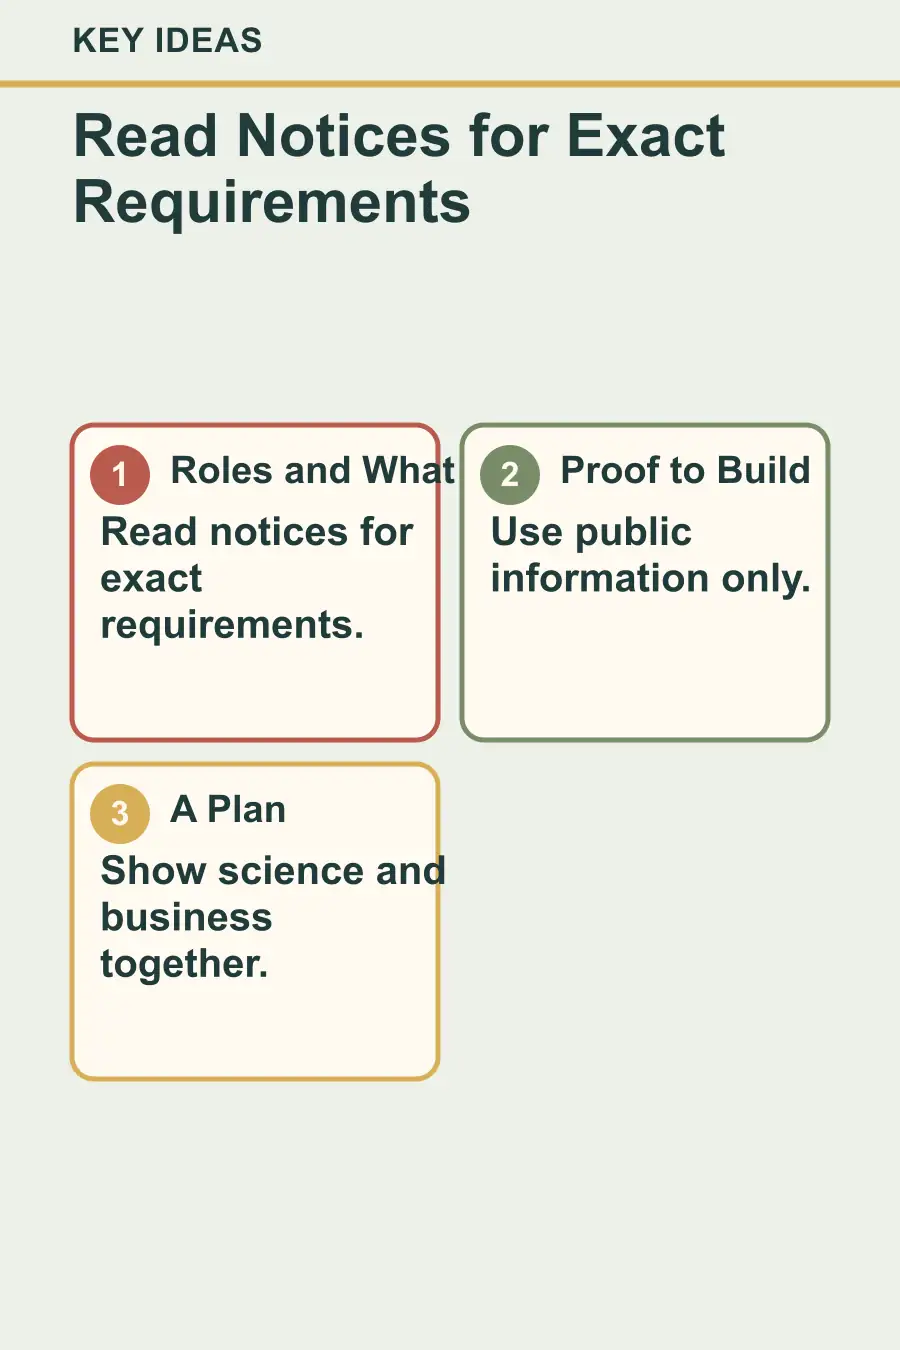 KEY IDEAS
Read Notices for Exact
Requirements
1
Roles and What
Read notices for
exact
requirements.
2
Proof to Build
Use public
information only.
3
A Plan
Show science and
business
together.